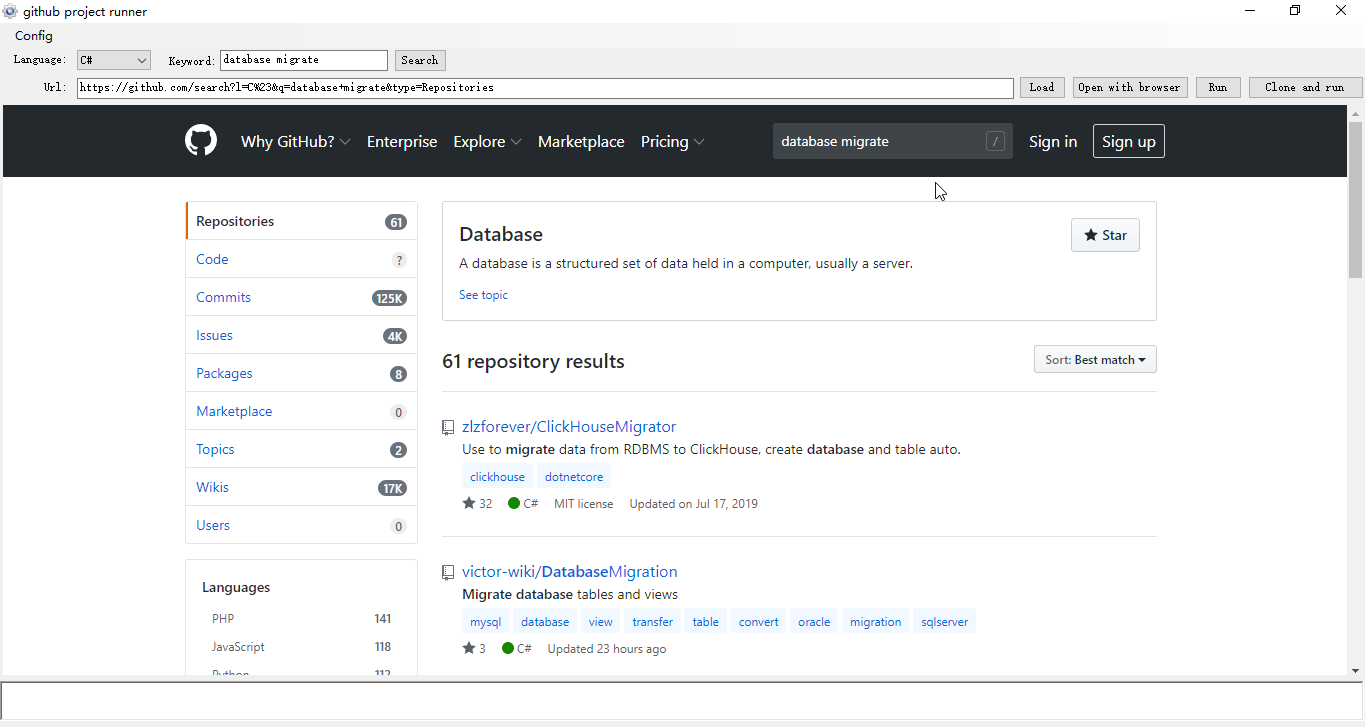 github project runner
Config
Language: C# Keyword: database migrate Search
Url: https://github.com/search?l=C%23&q=database+migrate&type=Repositories Load Open with browser Run Clone and run
Why GitHub? Enterprise Explore Marketplace Pricing database migrate / Sign in Sign up
Repositories 61
Code ?
Commits 125K
Issues 4K
Packages 8
Marketplace 0
Topics 2
Wikis 17K
Users 0
Languages
PHP 141
JavaScript 118
Python 112
Database
Star
A database is a structured set of data held in a computer, usually a server.
See topic
61 repository results
Sort: Best match
zlzforever/ClickHouseMigrator
Use to migrate data from RDBMS to ClickHouse, create database and table auto.
clickhouse dotnetcore
32 C# MIT license Updated on Jul 17, 2019
victor-wiki/DatabaseMigration
Migrate database tables and views
mysql database view transfer table convert oracle migration sqlserver
3 C# Updated 23 hours ago